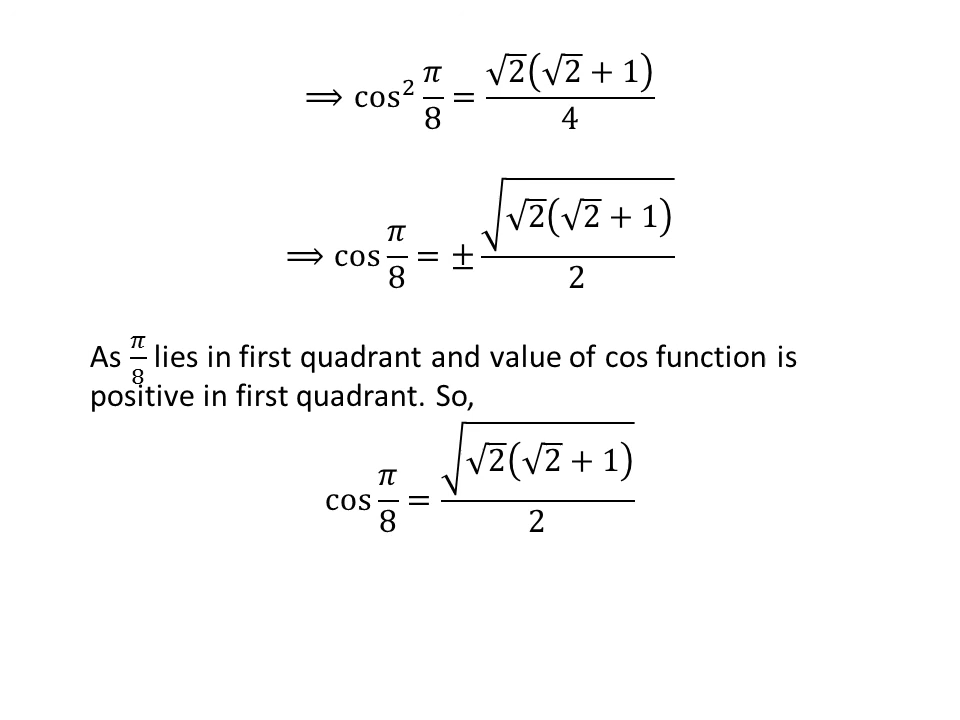 ⟹ cos² π/8 = √2(√2 + 1)/4
⟹ cos π/8 = ± √(√2(√2 + 1))/2
As π/8 lies in first quadrant and value of cos function is
positive in first quadrant. So,
cos π/8 = √(√2(√2 + 1))/2